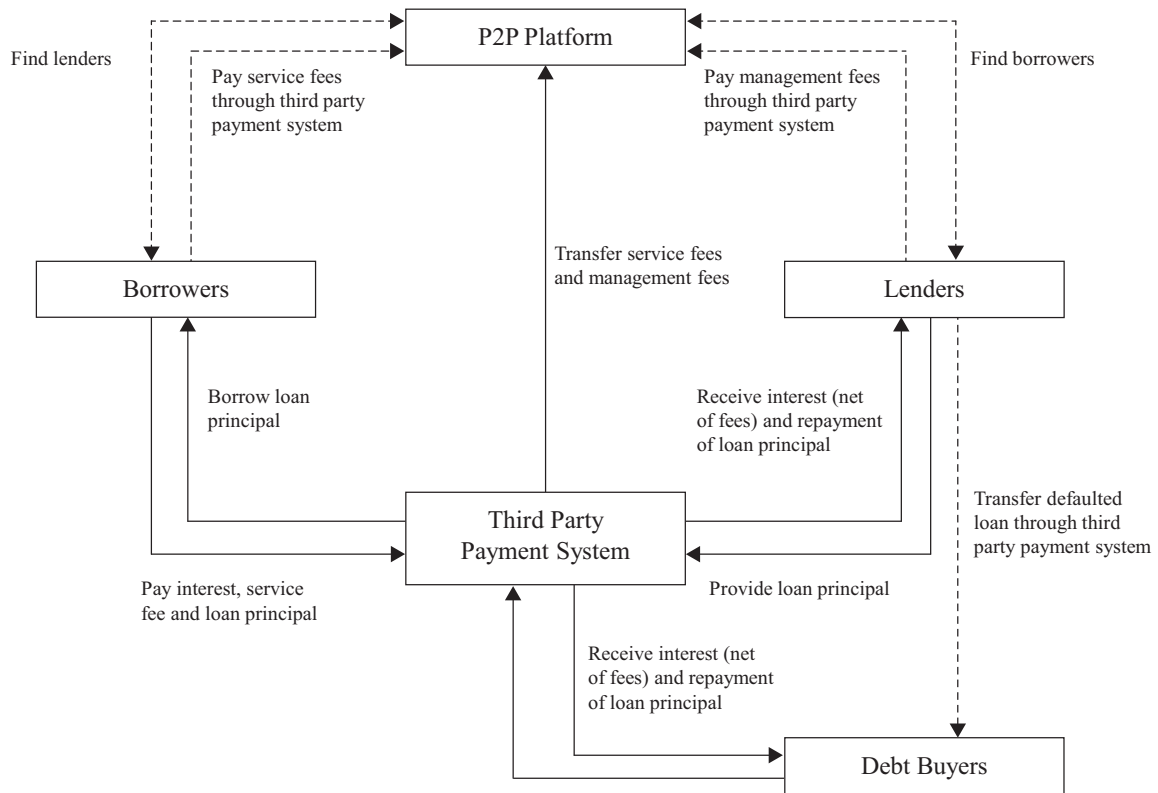 P2P Platform
Find lenders
Pay service fees
through third party
payment system
Pay management fees
through third party
payment system
Find borrowers
Transfer service fees
and management fees
Borrowers
Lenders
Borrow loan
principal
Receive interest (net
of fees) and repayment
of loan principal
Third Party
Payment System
Transfer defaulted
loan through third
party payment system
Pay interest, service
fee and loan principal
Provide loan principal
Receive interest (net
of fees) and repayment
of loan principal
Debt Buyers